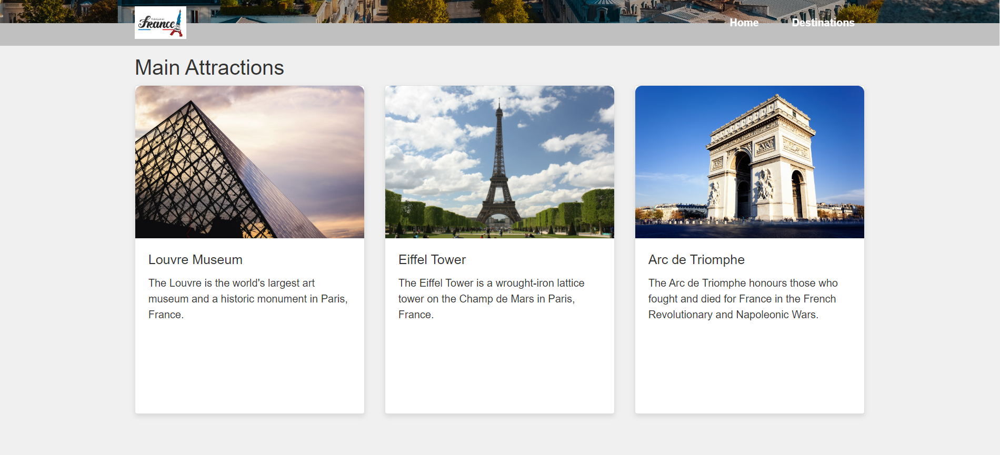 Fabriqué en
France
Home
Destinations
Main Attractions
Louvre Museum
The Louvre is the world's largest art
museum and a historic monument in Paris,
France.
Eiffel Tower
The Eiffel Tower is a wrought-iron lattice
tower on the Champ de Mars in Paris,
France.
Arc de Triomphe
The Arc de Triomphe honours those who
fought and died for France in the French
Revolutionary and Napoleonic Wars.